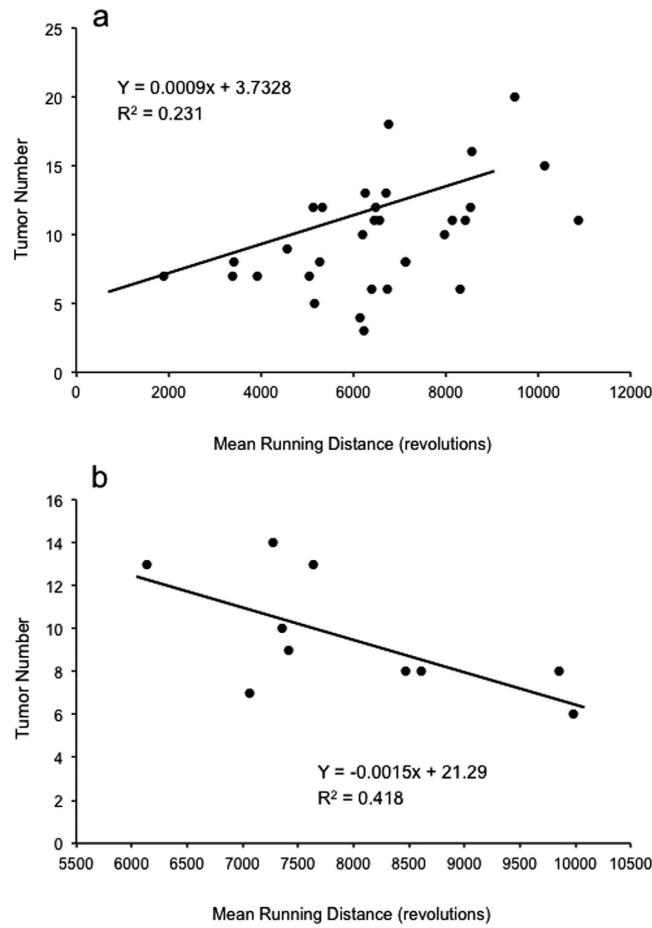 a
25
Y = 0.0009x + 3.7328
R² = 0.231
20
15
10
5
0
Tumor Number
0 2000 4000 6000 8000 10000 12000
Mean Running Distance (revolutions)
b
16
14
12
10
8
6
4
2
0
Tumor Number
Y = -0.0015x + 21.29
R² = 0.418
5500 6000 7000 7500 8000 8500 9000 9500 10000 10500
Mean Running Distance (revolutions)